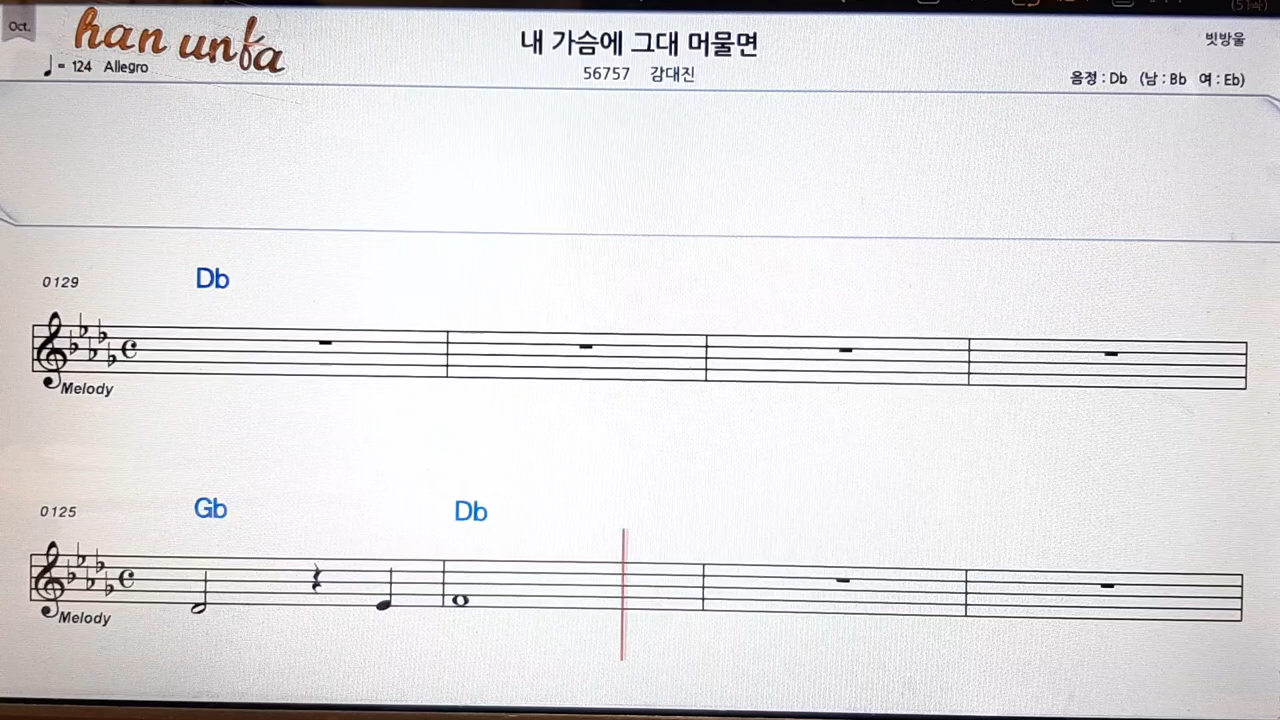 Oct.
han unfa
내 가슴에 그대 머물면
빗방울
♩= 124 Allegro
56757 감대진
음정 : Db (남 : Bb 여 : Eb)
Db
0129
Melody
Gb Db
0125
Melody